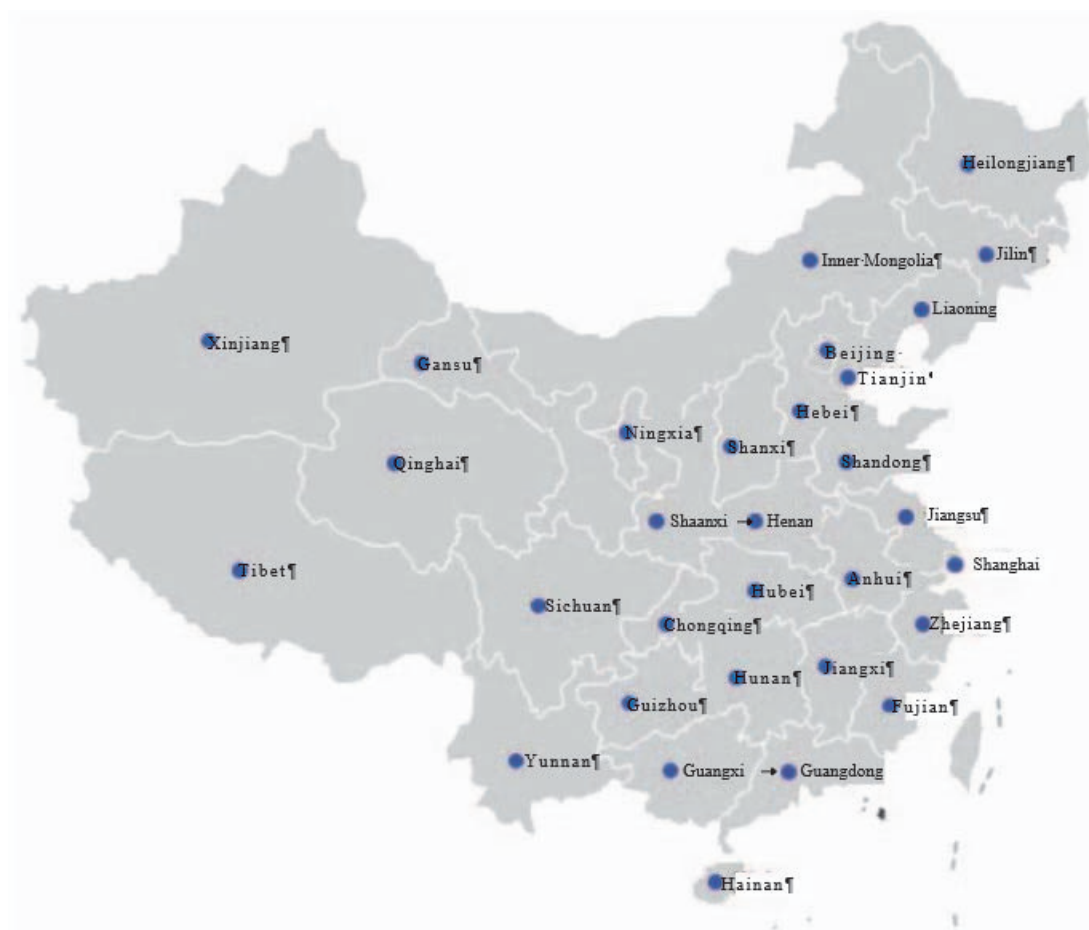 Heilongjiang¶
Inner·Mongolia¶
Jilin¶
Liaoning
Xinjiang¶
Gansu¶
Beijing·
Tianjin¶
Hebei¶
Ningxia¶
Shanxi¶
Qinghai¶
Shandong¶
Shaanxi → Henan
Jiangsu¶
Tibet¶
Shanghai
Anhui¶
Hubei¶
Sichuan¶
Chongqing¶
Zhejiang¶
Jiangxi¶
Hunan¶
Guizhou¶
Fujian¶
Yunnan¶
Guangxi → Guangdong
Hainan¶